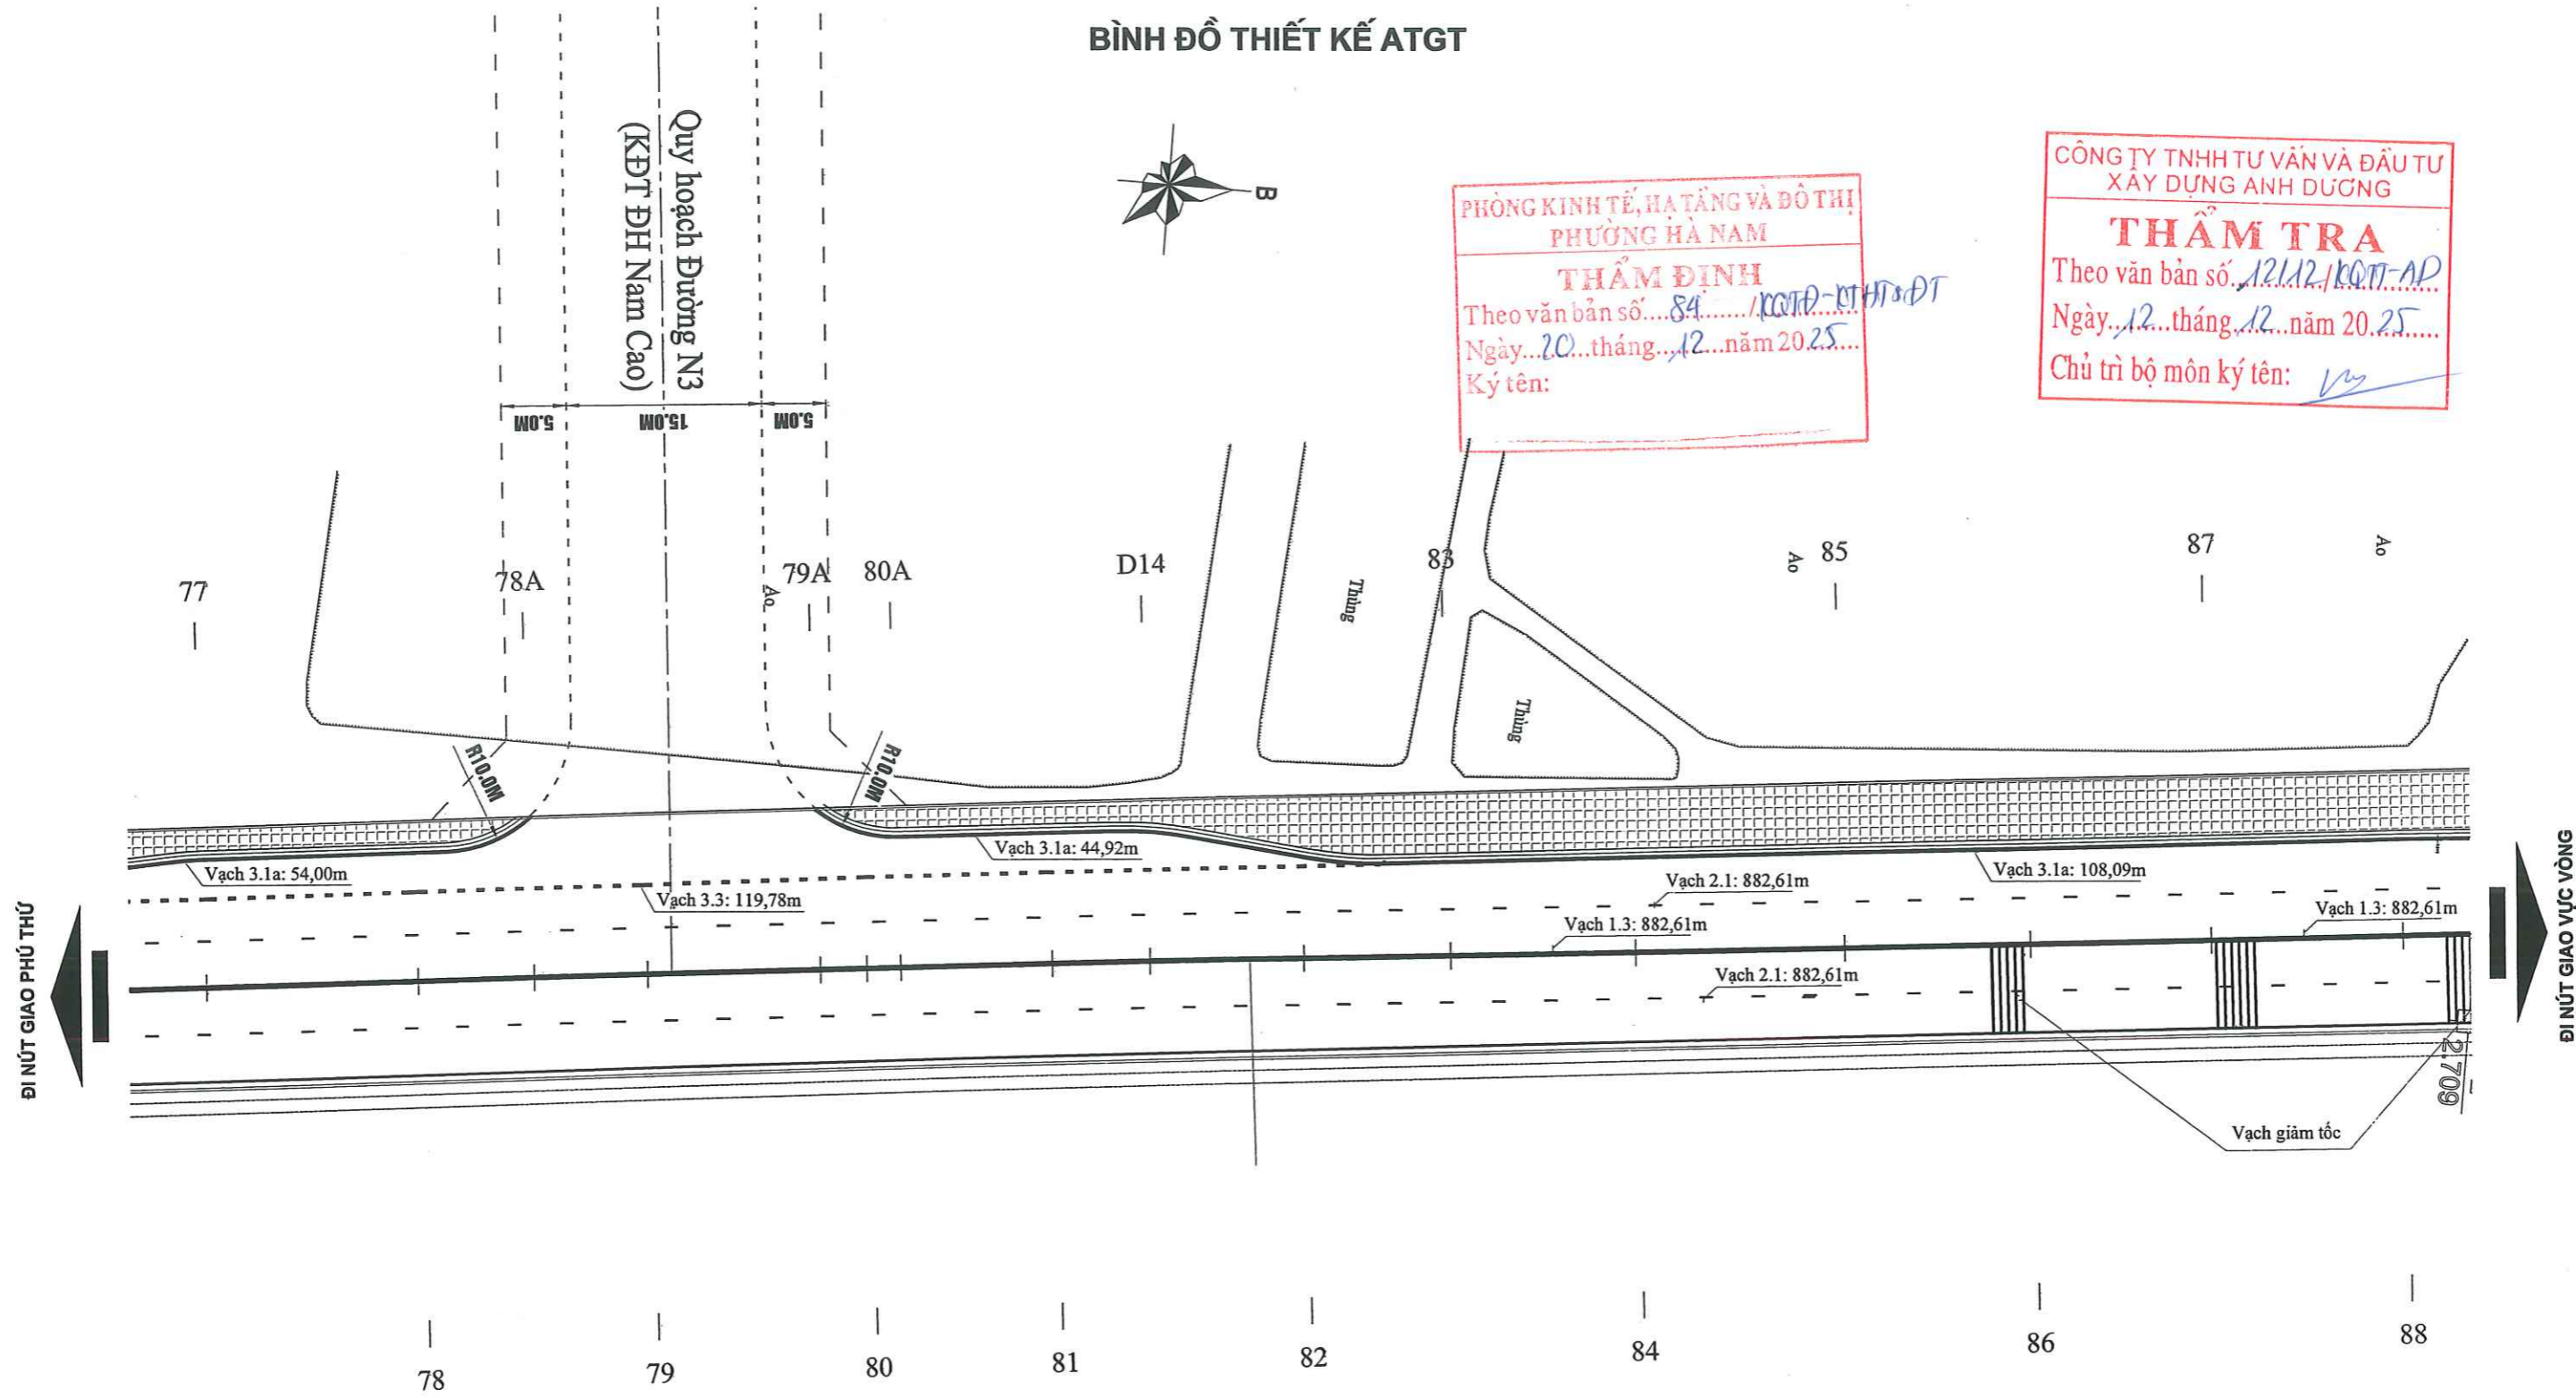 BÌNH ĐỒ THIẾT KẾ ATGT
Quy hoạch Đường N3
(KĐT ĐH Nam Cao)
5.0M
15.0M
5.0M
B
PHÒNG KINH TẾ, HẠ TẦNG VÀ ĐÔ THỊ
PHƯỜNG HÀ NAM
THẨM ĐỊNH
Theo văn bản số....84......../KQTĐ-KTHT&ĐT
Ngày...20...tháng...12...năm 2025....
Ký tên:
CÔNG TY TNHH TƯ VẤN VÀ ĐẦU TƯ
XÂY DỰNG ANH DƯƠNG
THẨM TRA
Theo văn bản số..1212/KQTT-AD
Ngày...12...tháng...12...năm 2025.....
Chủ trì bộ môn ký tên:
77
78A
Ao
79A
80A
D14
Thùng
83
Thùng
Ao
85
87
Ao
R10.0M
R10.0M
Vạch 3.1a: 54,00m
Vạch 3.1a: 44,92m
Vạch 3.1a: 108,09m
Vạch 3.3: 119,78m
Vạch 2.1: 882,61m
Vạch 1.3: 882,61m
Vạch 1.3: 882,61m
Vạch 2.1: 882,61m
ĐI NÚT GIAO PHÚ THỨ
ĐI NÚT GIAO VỰC VÒNG
2.709
Vạch giảm tốc
78
79
80
81
82
84
86
88